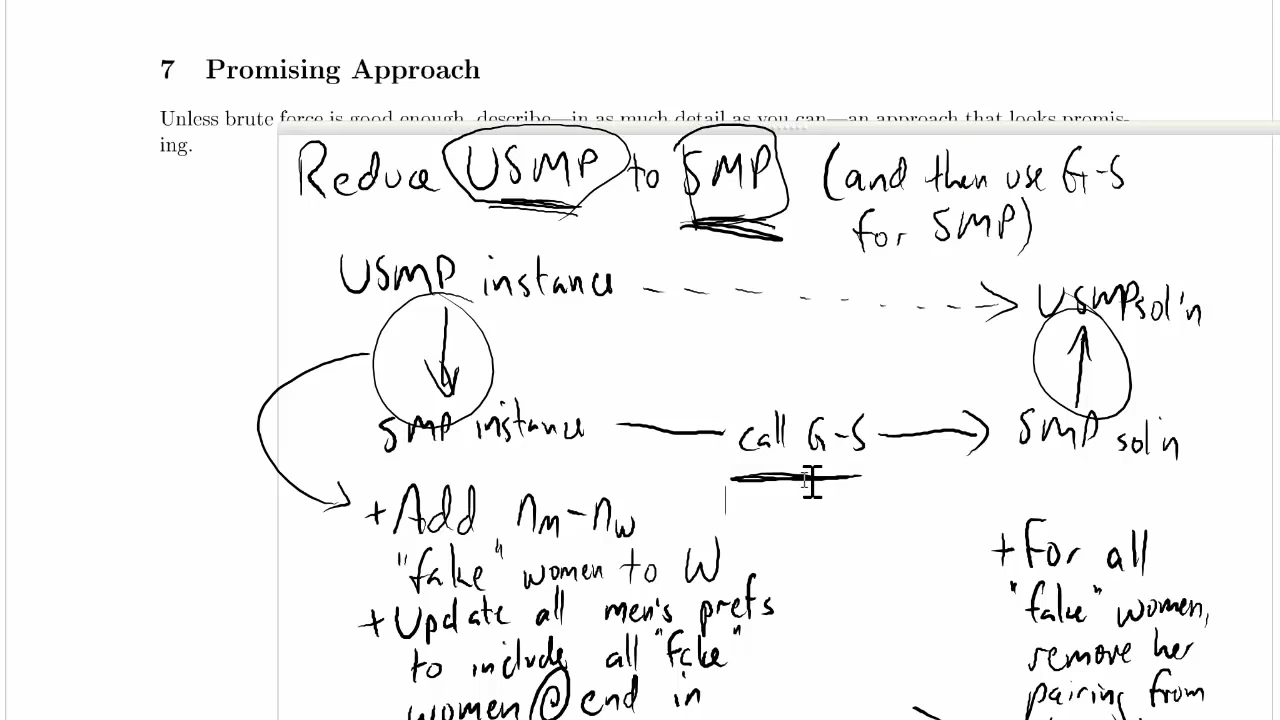 7 Promising Approach
Unless brute force is good enough, describe—in as much detail as you can—an approach that looks promis-
ing.
Reduce USMP to SMP (and then use G-S
for SMP)
USMP instance
USMP sol'n
SMP instance
call G-S
SMP sol'n
+Add nm-nw
"fake" women to W
+Update all men's prefs
to include all "fake"
women @ end in
+For all
"fake" women,
remove her
pairing from